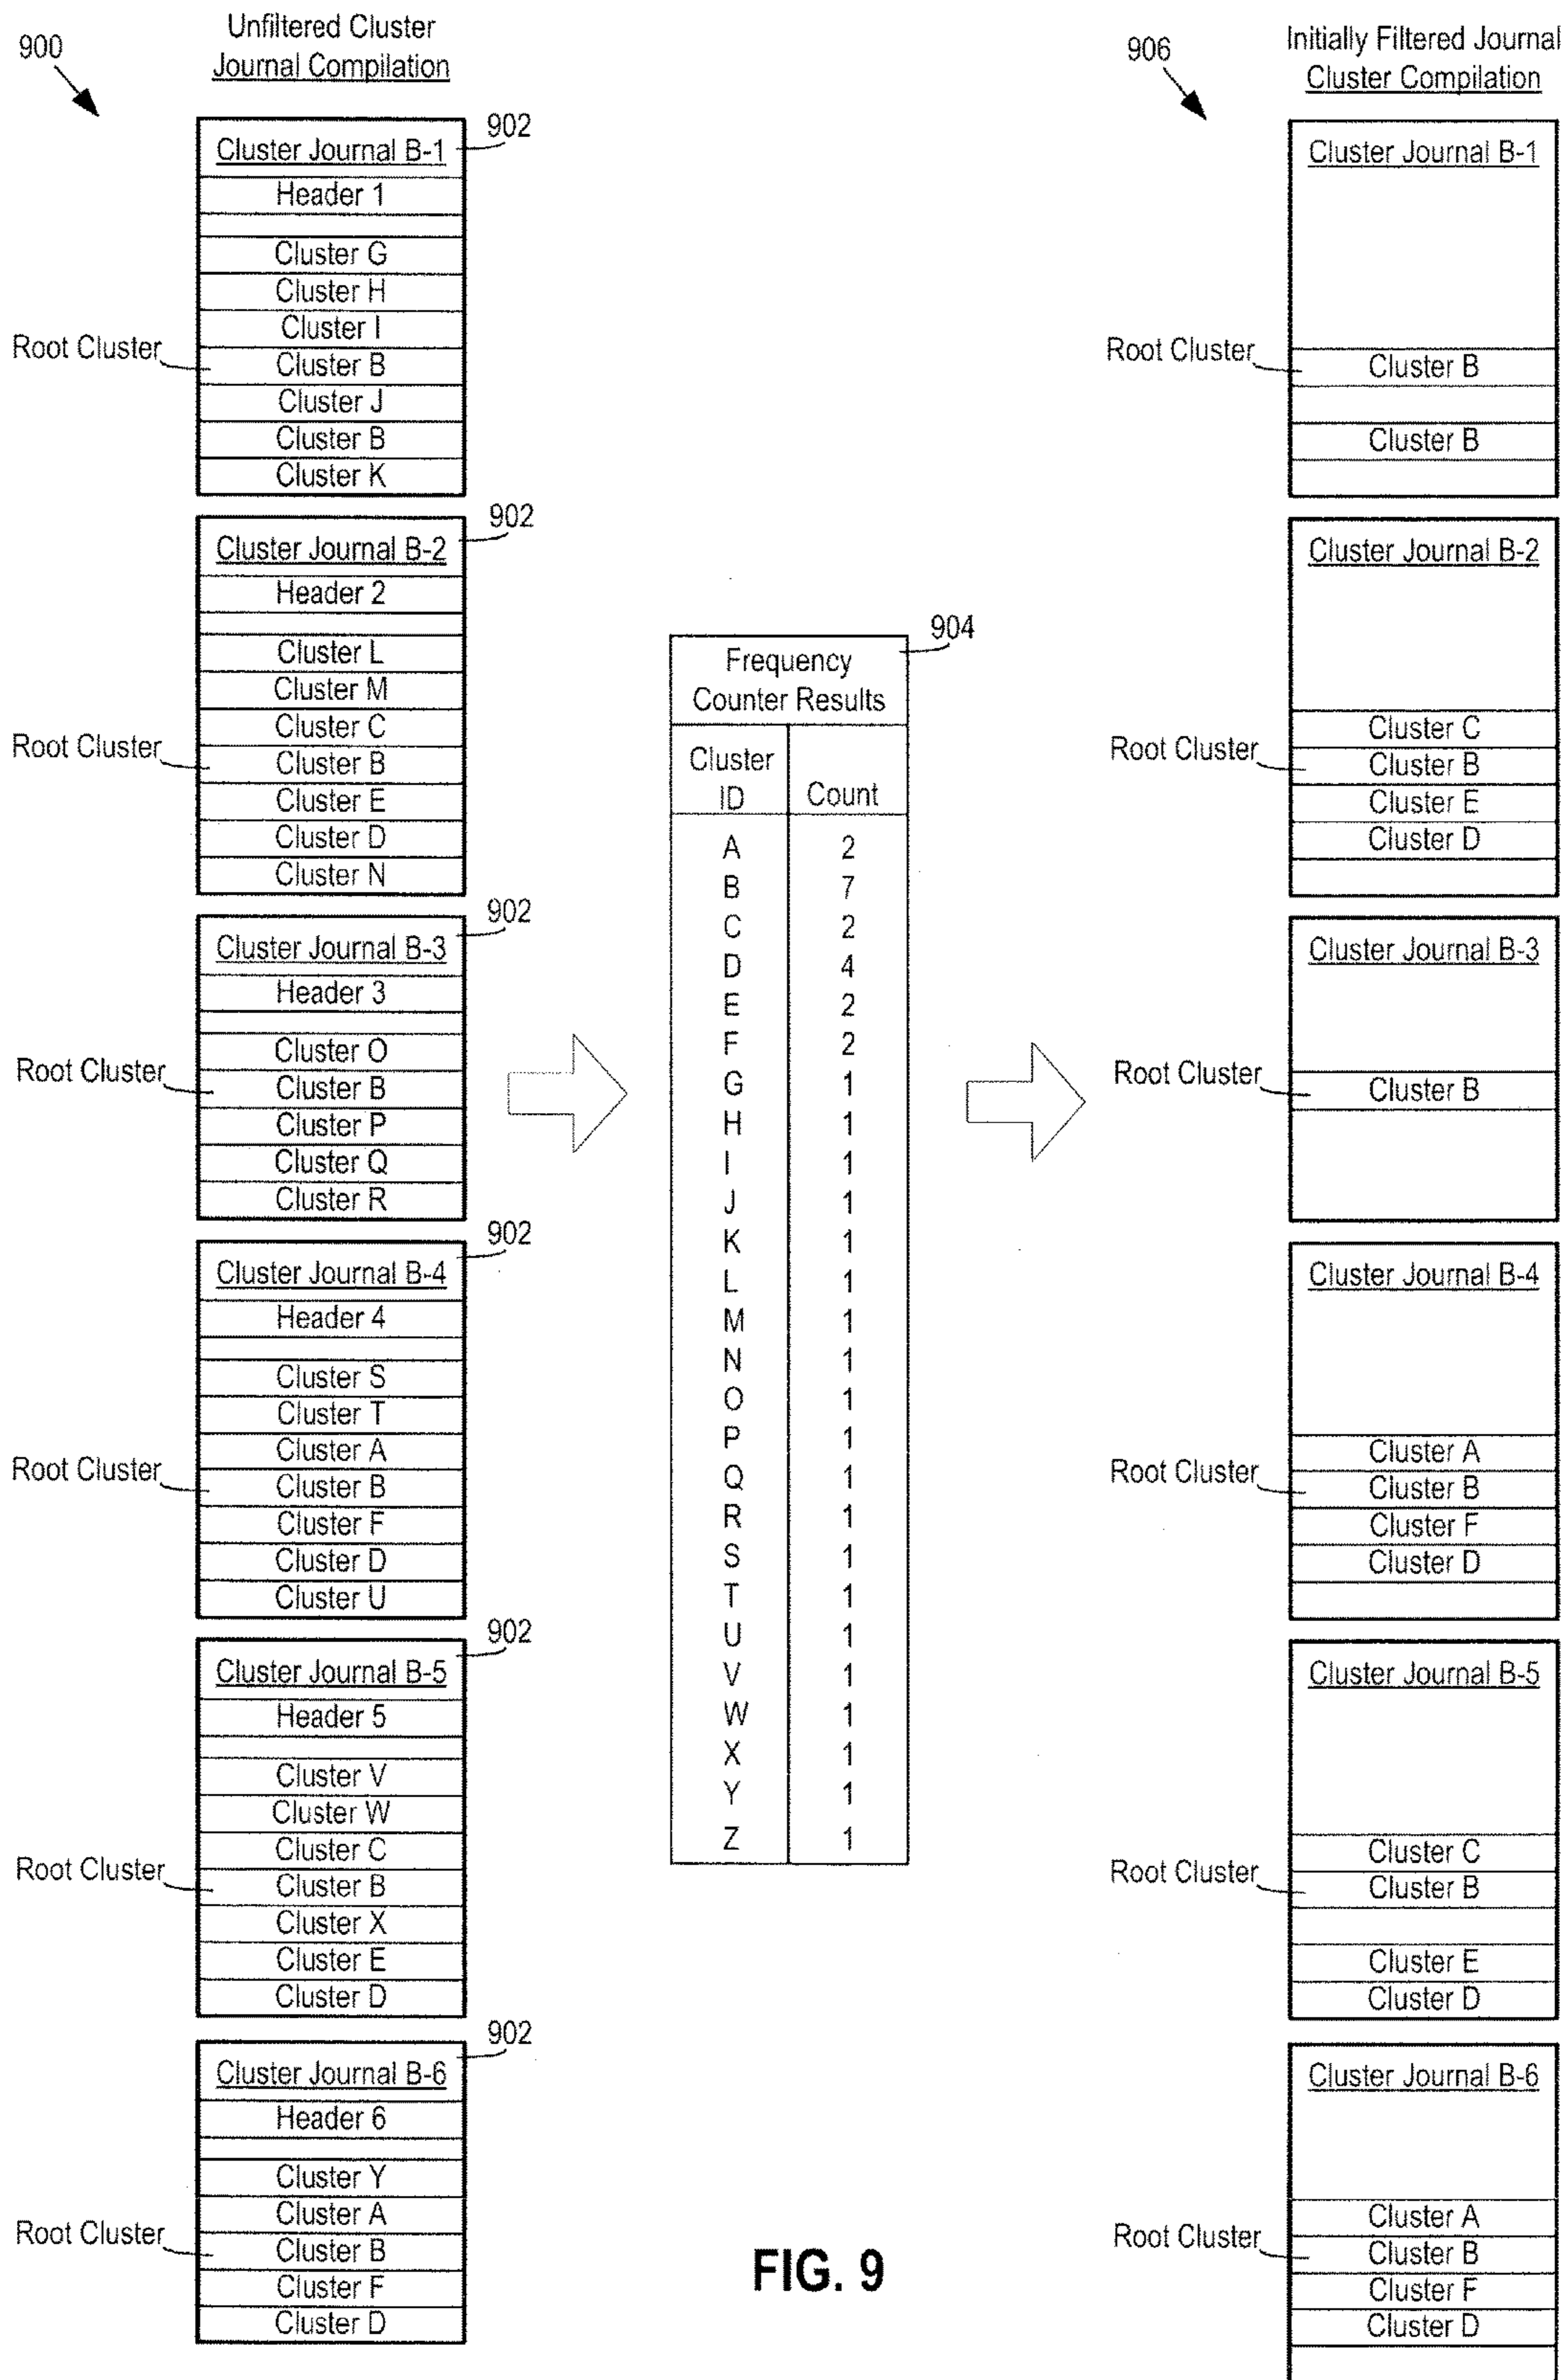 900
Unfiltered Cluster
Journal Compilation
902
Cluster Journal B-1
Header 1
Cluster G
Cluster H
Cluster I
Root Cluster
Cluster B
Cluster J
Cluster B
Cluster K
902
Cluster Journal B-2
Header 2
Cluster L
Cluster M
Cluster C
Root Cluster
Cluster B
Cluster E
Cluster D
Cluster N
902
Cluster Journal B-3
Header 3
Cluster O
Root Cluster
Cluster B
Cluster P
Cluster Q
Cluster R
902
Cluster Journal B-4
Header 4
Cluster S
Cluster T
Cluster A
Root Cluster
Cluster B
Cluster F
Cluster D
Cluster U
902
Cluster Journal B-5
Header 5
Cluster V
Cluster W
Cluster C
Root Cluster
Cluster B
Cluster X
Cluster E
Cluster D
902
Cluster Journal B-6
Header 6
Cluster Y
Cluster A
Root Cluster
Cluster B
Cluster F
Cluster D
904
Frequency
Counter Results
Cluster
ID Count
A 2
B 7
C 2
D 4
E 2
F 2
G 1
H 1
I 1
J 1
K 1
L 1
M 1
N 1
O 1
P 1
Q 1
R 1
S 1
T 1
U 1
V 1
W 1
X 1
Y 1
Z 1
906
Initially Filtered Journal
Cluster Compilation
Cluster Journal B-1
Root Cluster
Cluster B
Cluster B
Cluster Journal B-2
Cluster C
Root Cluster
Cluster B
Cluster E
Cluster D
Cluster Journal B-3
Root Cluster
Cluster B
Cluster Journal B-4
Cluster A
Root Cluster
Cluster B
Cluster F
Cluster D
Cluster Journal B-5
Cluster C
Root Cluster
Cluster B
Cluster E
Cluster D
Cluster Journal B-6
Cluster A
Root Cluster
Cluster B
Cluster F
Cluster D
FIG. 9